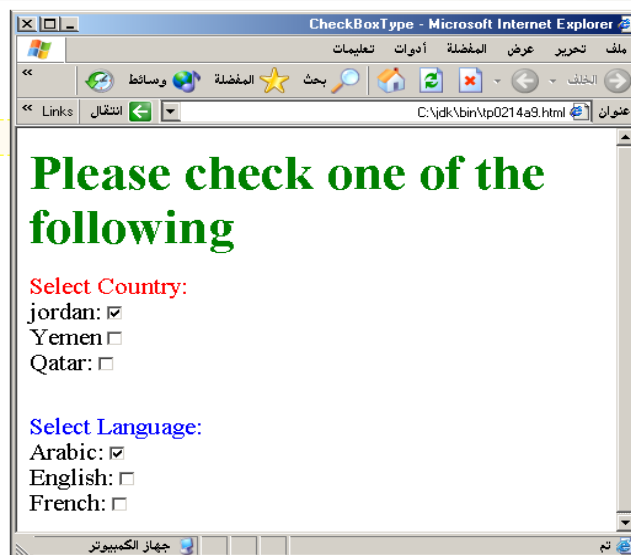 CheckBoxType - Microsoft Internet Explorer
ملف تحرير عرض المفضلة أدوات تعليمات
الخلف بحث المفضلة وسائط »
عنوان C:\jdk\bin\tp0214a9.html انتقال Links »
Please check one of the
following
Select Country:
jordan:
Yemen
Qatar:
Select Language:
Arabic:
English:
French:
تم جهاز الكمبيوتر